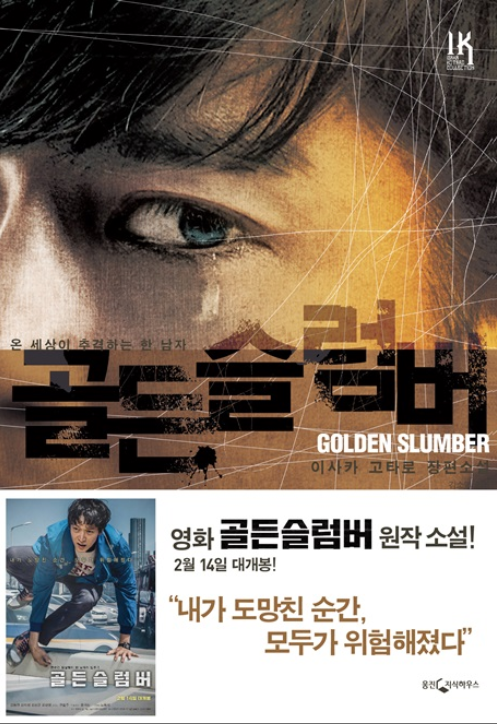 IK
온 세상이 추격하는 한 남자
골든슬럼버
GOLDEN SLUMBER
이사카 고타로 장편소설
영화 골든슬럼버 원작 소설!
2월 14일 대개봉!
“내가 도망친 순간,
모두가 위험해졌다”
골든슬럼버
웅진 지식하우스